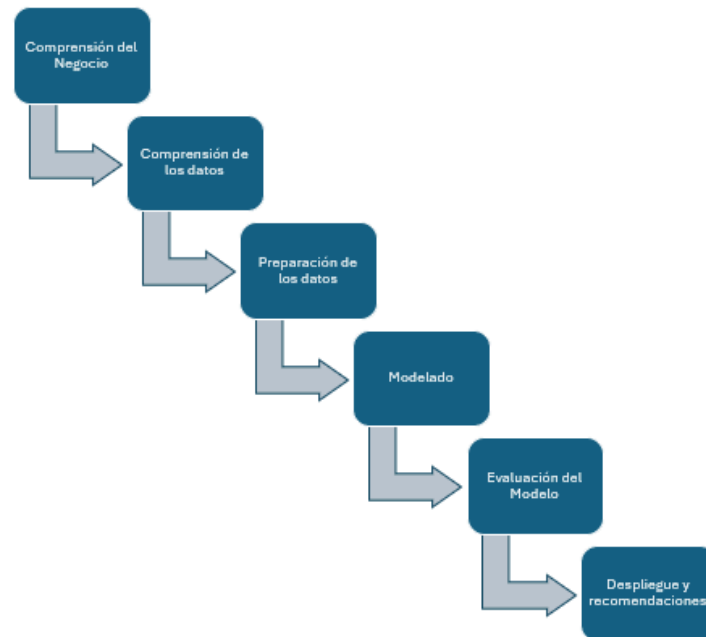 Comprensión del
Negocio
Comprensión de
los datos
Preparación de
los datos
Modelado
Evaluación del
Modelo
Despliegue y
recomendaciones